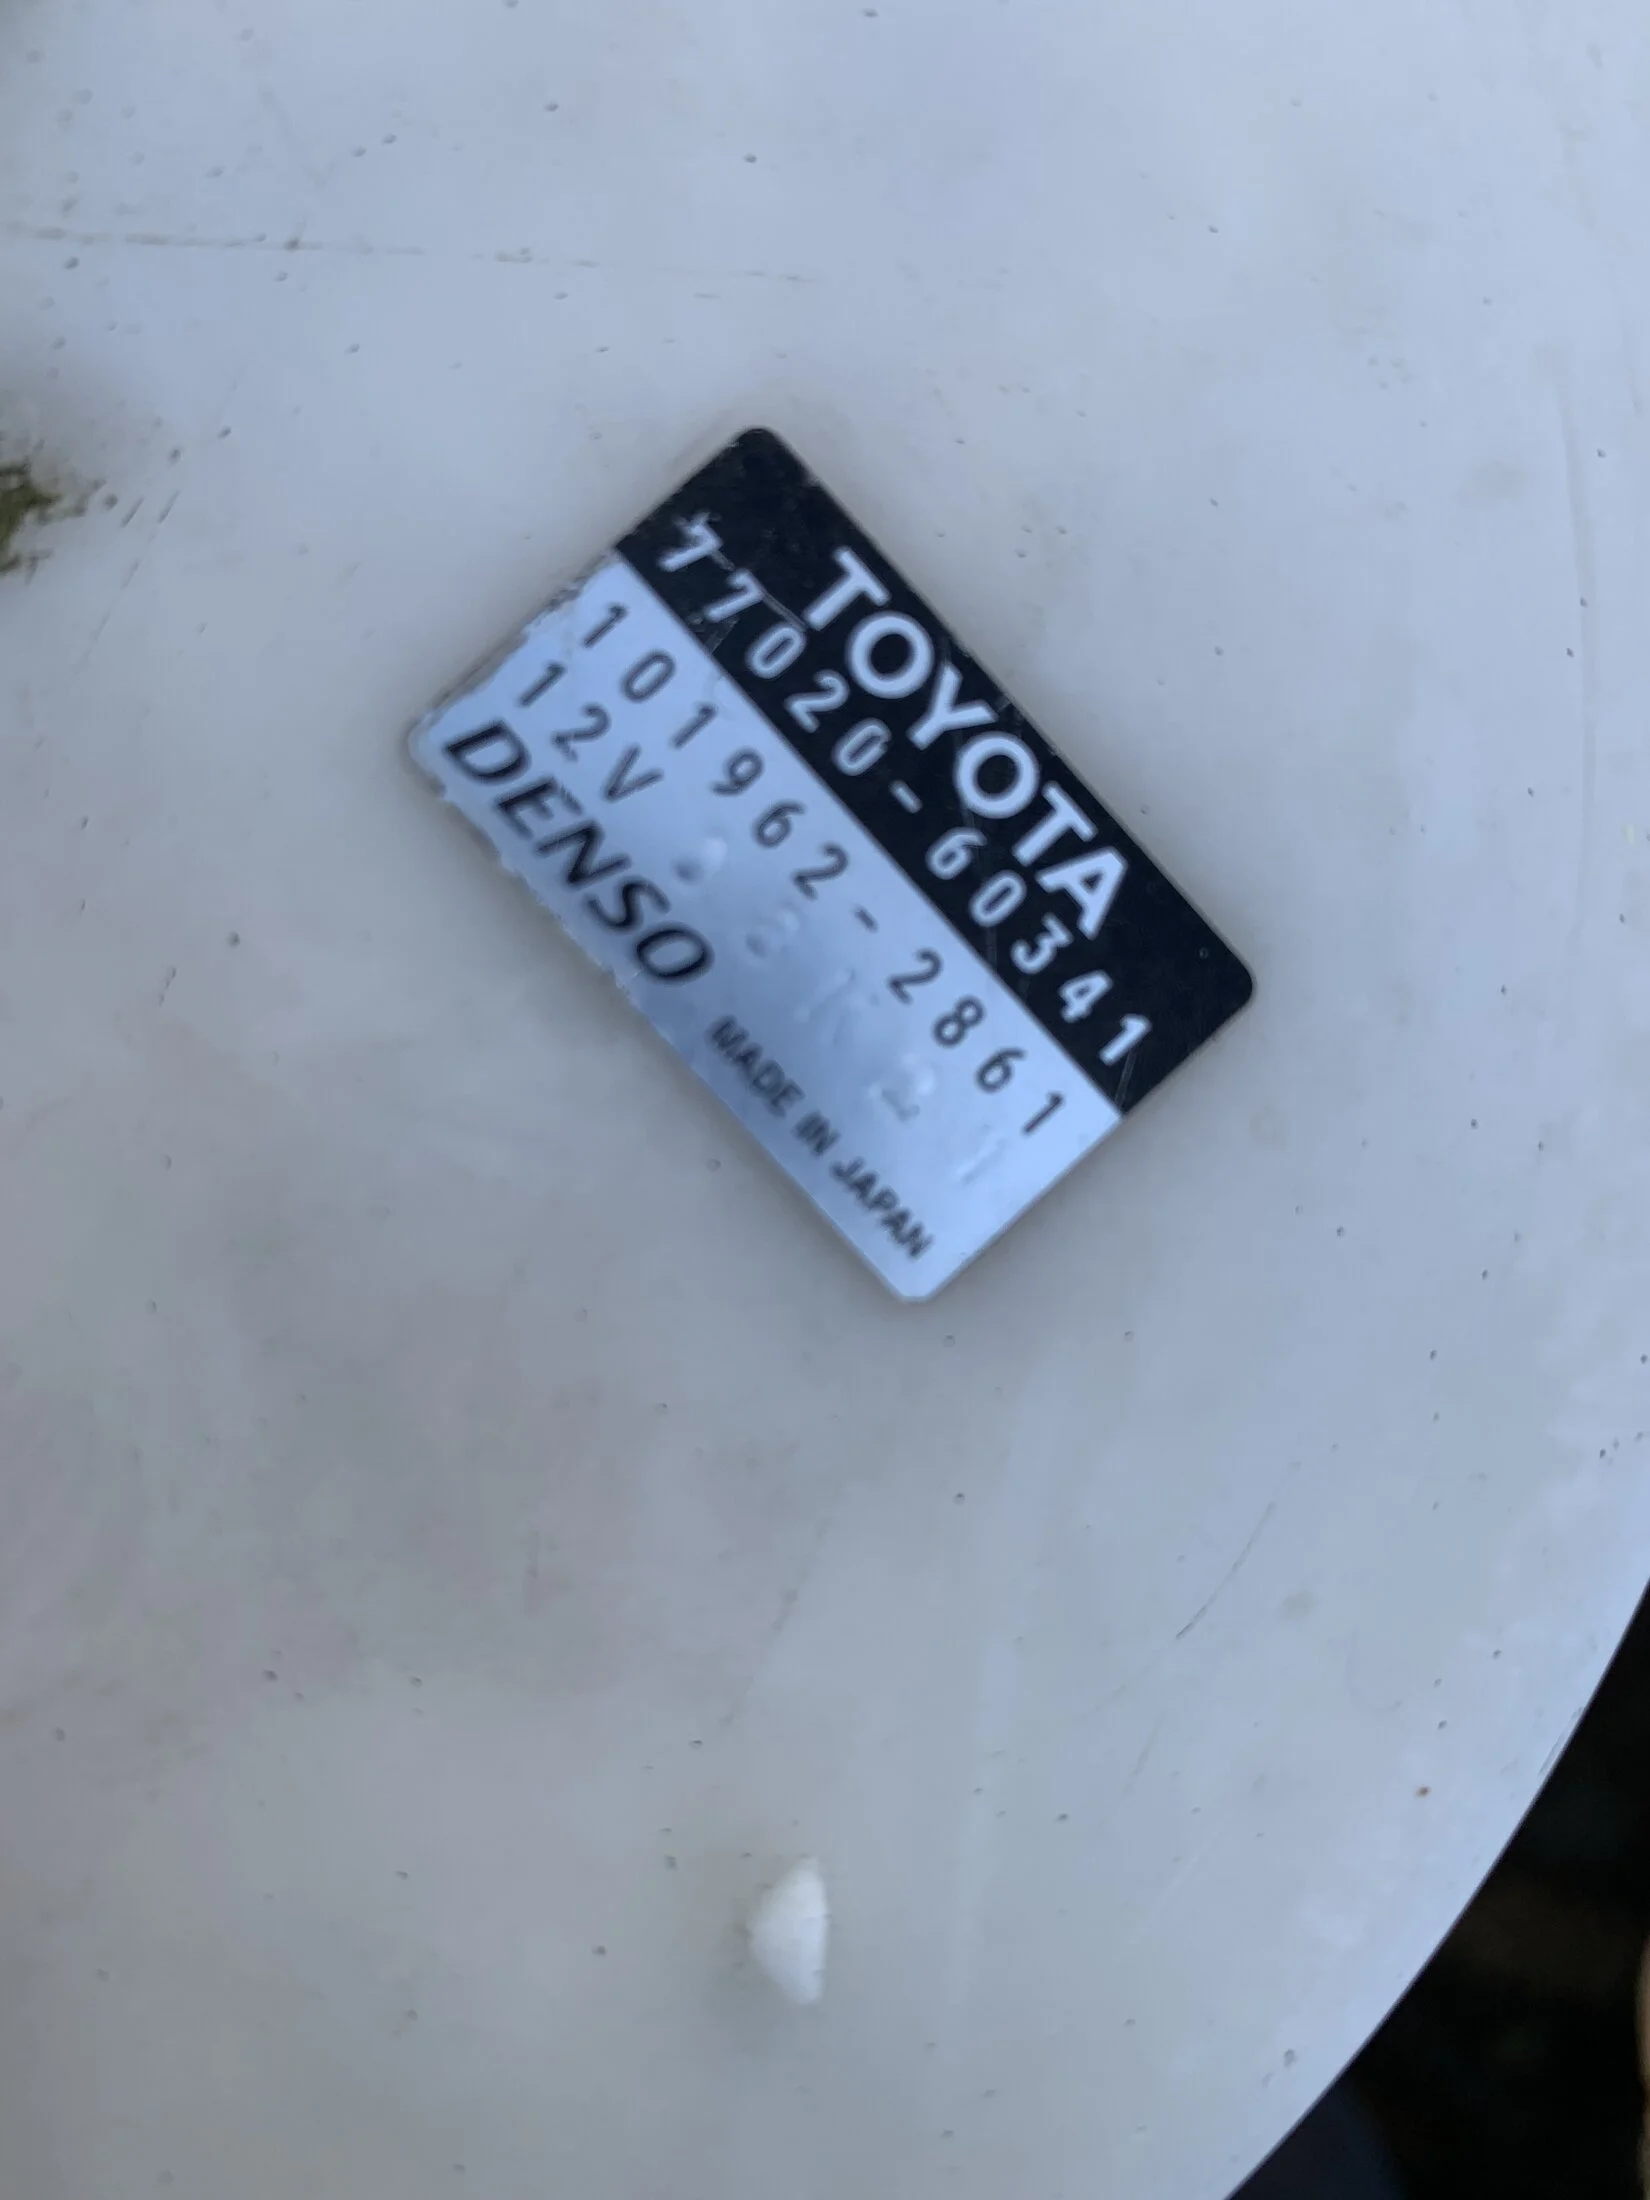 TOYOTA
77020-60341
101962-2861
12V
DENSO MADE IN JAPAN